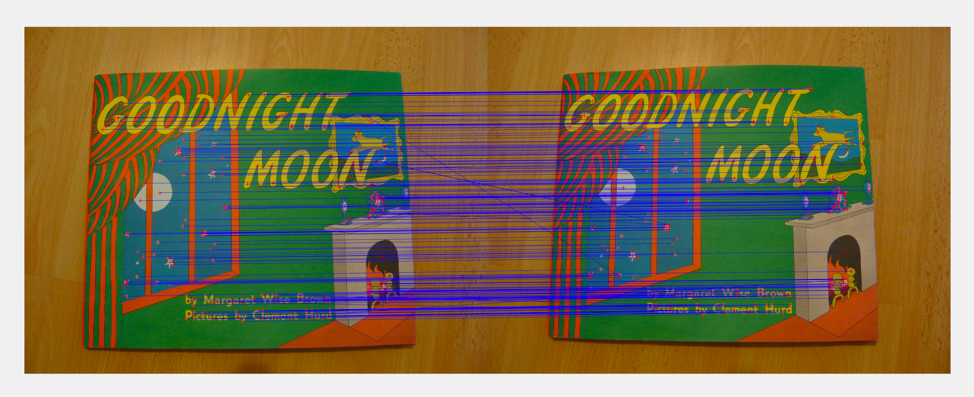 GOODNIGHT
MOON
by Margaret Wise Brown
Pictures by Clement Hurd
GOODNIGHT
MOON
by Margaret Wise Brown
Pictures by Clement Hurd